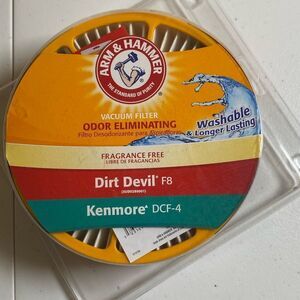 ARM & HAMMER
THE STANDARD OF PURITY
VACUUM FILTER
ODOR ELIMINATING
Filtro Desodorizante para Aspiradoras
Washable
& Longer Lasting
FRAGRANCE FREE
LIBRE DE FRAGANCIAS
Dirt Devil® F8
Kenmore® DCF-4